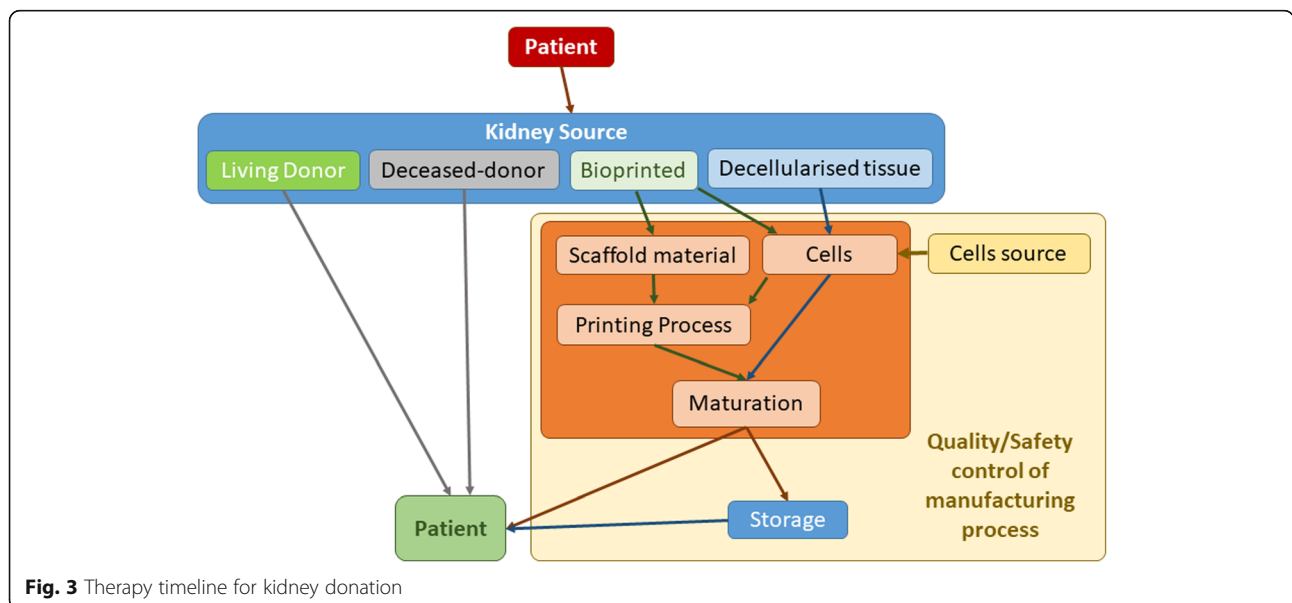 Patient
Kidney Source
Living Donor
Deceased-donor
Bioprinted
Decellularised tissue
Scaffold material
Cells
Cells source
Printing Process
Maturation
Quality/Safety
control of
manufacturing
process
Patient
Storage
Fig. 3 Therapy timeline for kidney donation